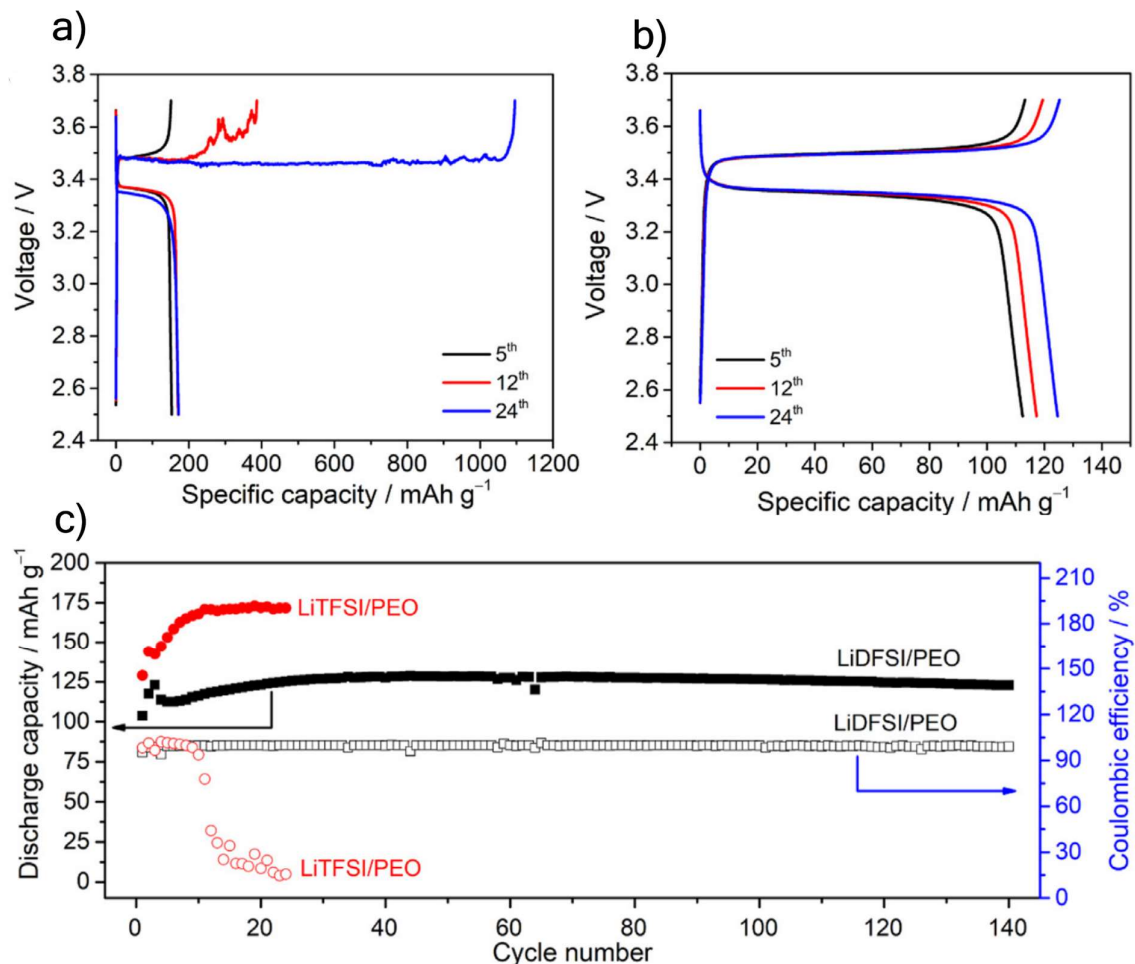 a)
b)
3.8
3.6
3.4
3.2
3.0
2.8
2.6
2.4
Voltage / V
5th
12th
24th
0 200 400 600 800 1000 1200
Specific capacity / mAh g⁻¹
3.8
3.6
3.4
3.2
3.0
2.8
2.6
2.4
Voltage / V
5th
12th
24th
0 20 40 60 80 100 120 140
Specific capacity / mAh g⁻¹
c)
200
175
150
125
100
75
50
25
0
Discharge capacity / mAh g⁻¹
LiTFSI/PEO
LiDFSI/PEO
LiDFSI/PEO
LiTFSI/PEO
210
180
150
120
90
60
30
0
Coulombic efficiency / %
0 20 40 60 80 100 120 140
Cycle number